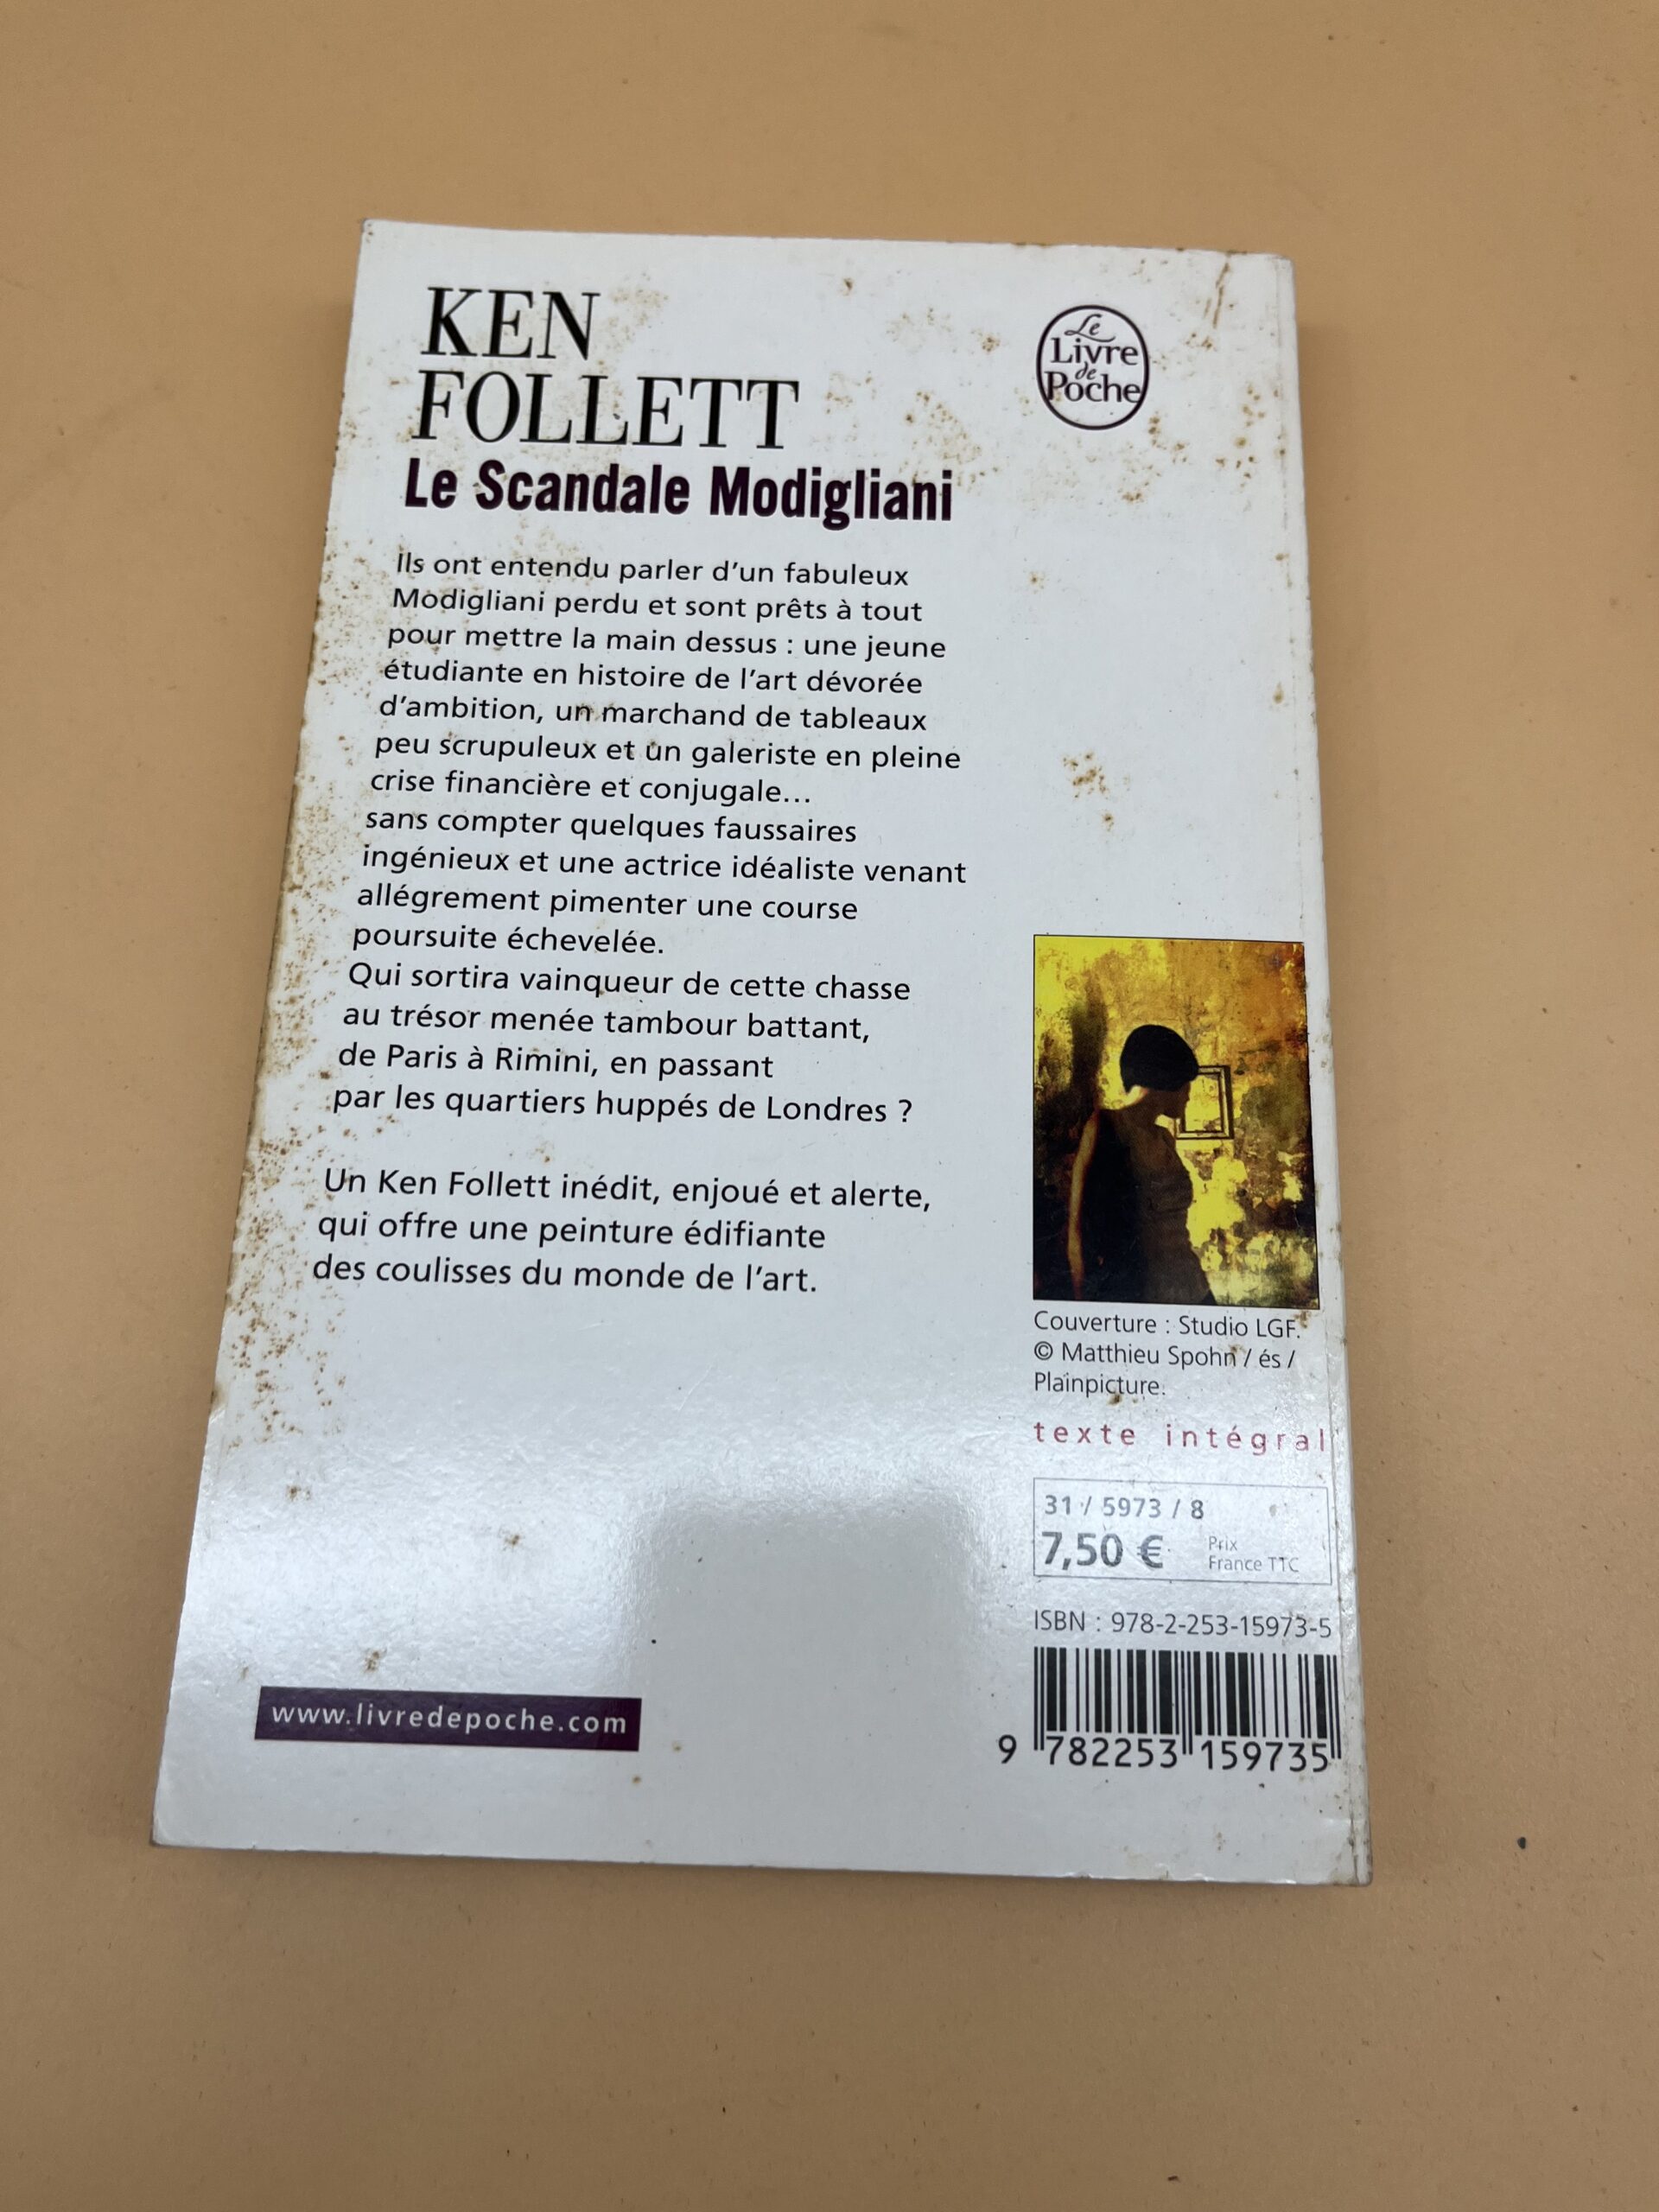 KEN
FOLLETT
Le Scandale Modigliani
Le
Livre
de
Poche
Ils ont entendu parler d'un fabuleux
Modigliani perdu et sont prêts à tout
pour mettre la main dessus : une jeune
étudiante en histoire de l'art dévorée
d'ambition, un marchand de tableaux
peu scrupuleux et un galeriste en pleine
crise financière et conjugale...
sans compter quelques faussaires
ingénieux et une actrice idéaliste venant
allégrement pimenter une course
poursuite échevelée.
Qui sortira vainqueur de cette chasse
au trésor menée tambour battant,
de Paris à Rimini, en passant
par les quartiers huppés de Londres ?
Un Ken Follett inédit, enjoué et alerte,
qui offre une peinture édifiante
des coulisses du monde de l'art.
Couverture : Studio LGF.
© Matthieu Spohn / és /
Plainpicture.
texte intégral
31 / 5973 / 8
7,50 €
Prix
France TTC
ISBN : 978-2-253-15973-5
9 782253 159735
www.livredepoche.com